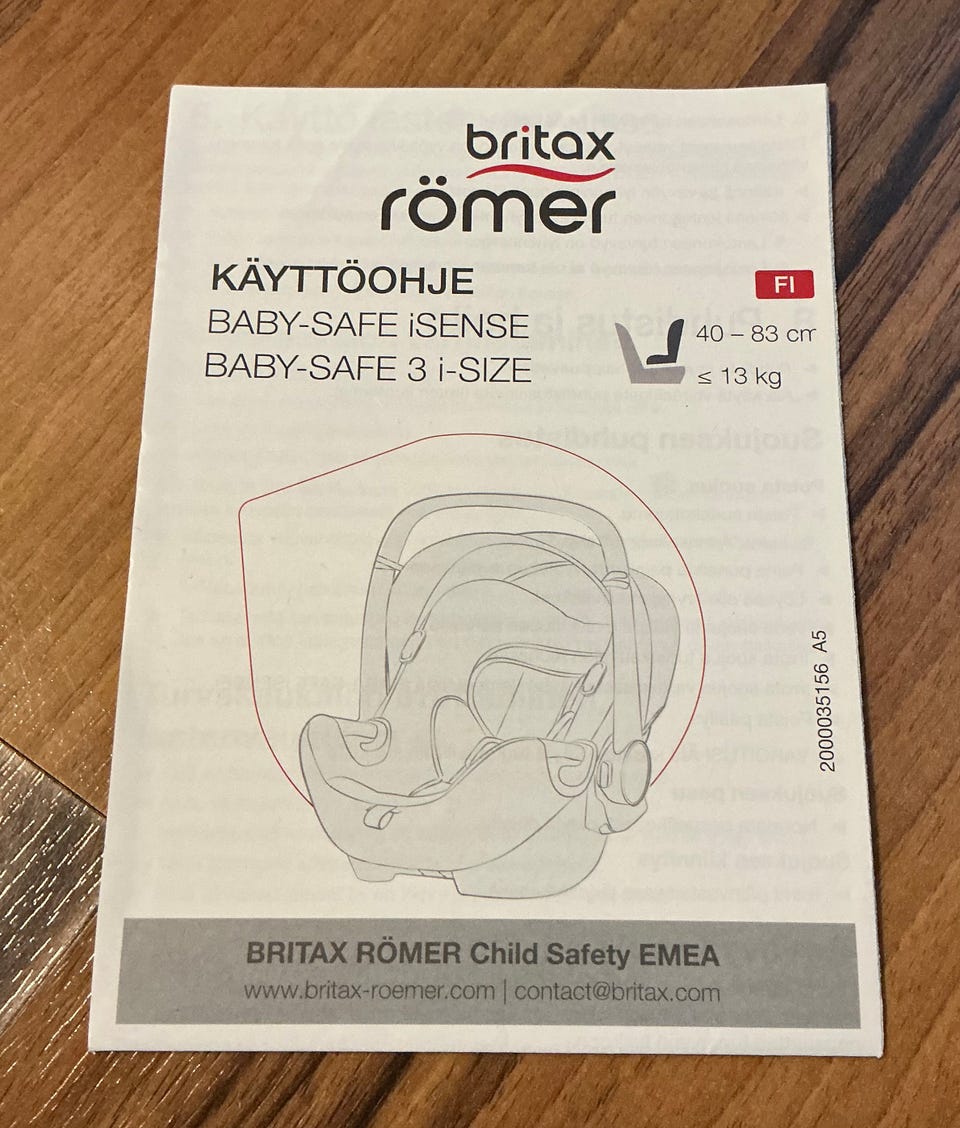 britax
römer
KÄYTTÖOHJE
FI
BABY-SAFE iSENSE
BABY-SAFE 3 i-SIZE
40 – 83 cm
≤ 13 kg
2000035156 A5
BRITAX RÖMER Child Safety EMEA
www.britax-roemer.com | contact@britax.com